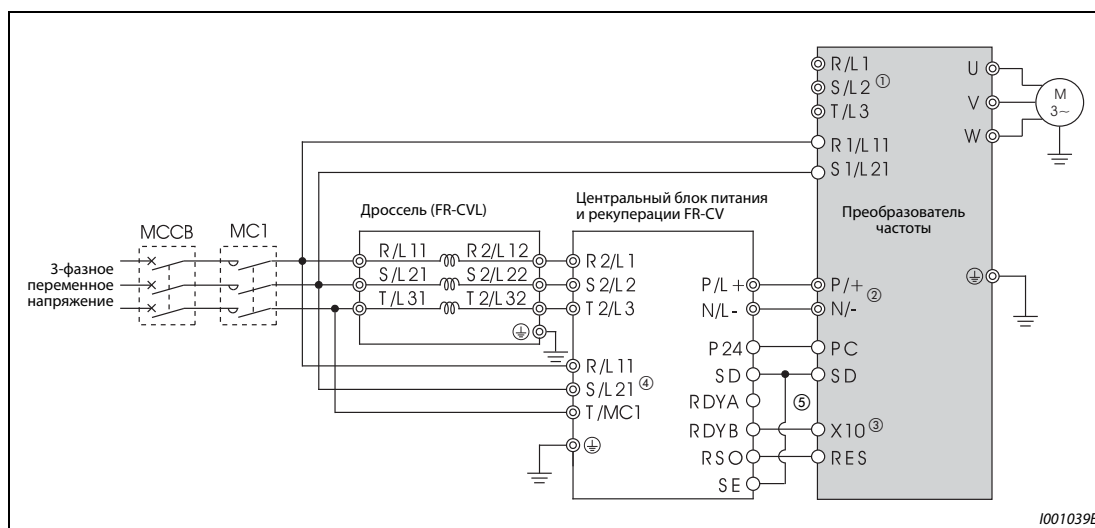 R/L1
S/L2 ①
T/L3
R1/L11
S1/L21
U
V
W
M
3~
Преобразователь
частоты
Центральный блок питания
и рекуперации FR-CV
Дроссель (FR-CVL)
MCCB
MC1
3-фазное
переменное
напряжение
R/L11 R2/L12
S/L21 S2/L22
T/L31 T2/L32
R2/L1
S2/L2
T2/L3
P/L+
N/L-
P/+
N/- ②
R/L11
S/L21 ④
T/MC1
P24
SD
RDYA
RDYB
RSO
SE
⑤
PC
SD
X10 ③
RES
I001039E